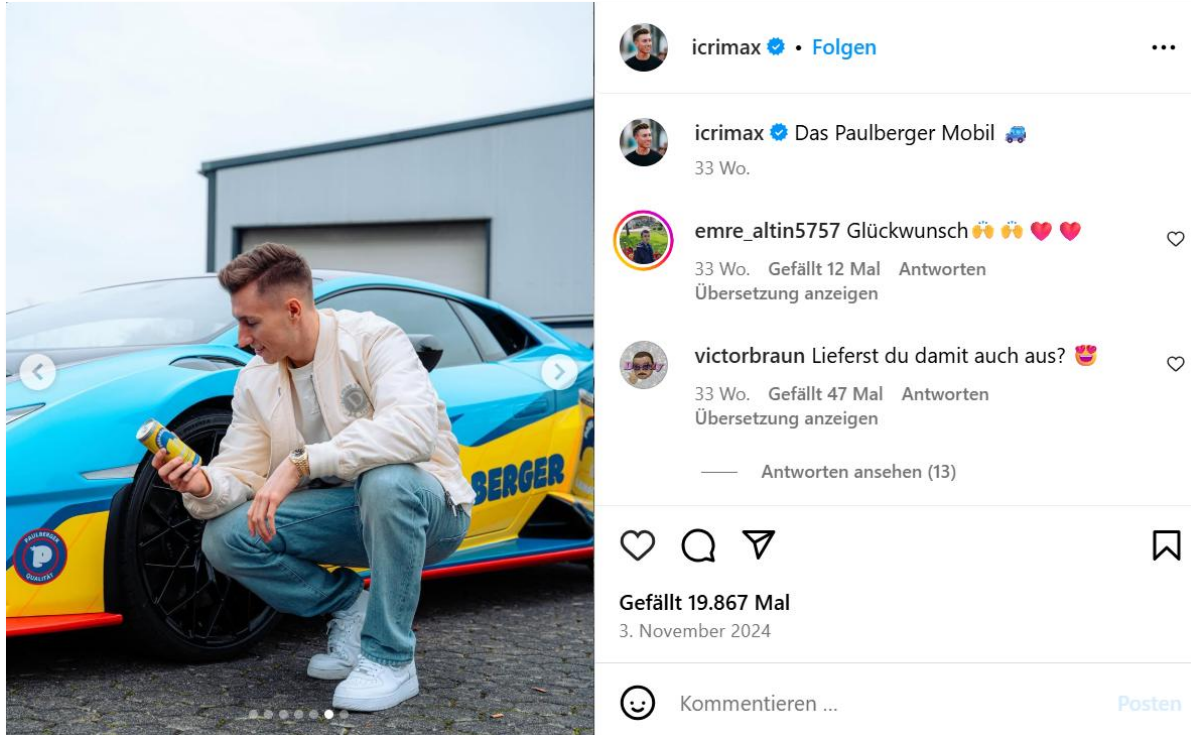 BERGER
PAULBERGER
QUALITÄT
icrimax • Folgen
icrimax Das Paulberger Mobil 🚙
33 Wo.
emre_altin5757 Glückwunsch🙌 🙌 ❤️ ❤️
33 Wo. Gefällt 12 Mal Antworten
Übersetzung anzeigen
victorbraun Lieferst du damit auch aus? 😍
33 Wo. Gefällt 47 Mal Antworten
Übersetzung anzeigen
Antworten ansehen (13)
Gefällt 19.867 Mal
3. November 2024
Kommentieren ...
Posten